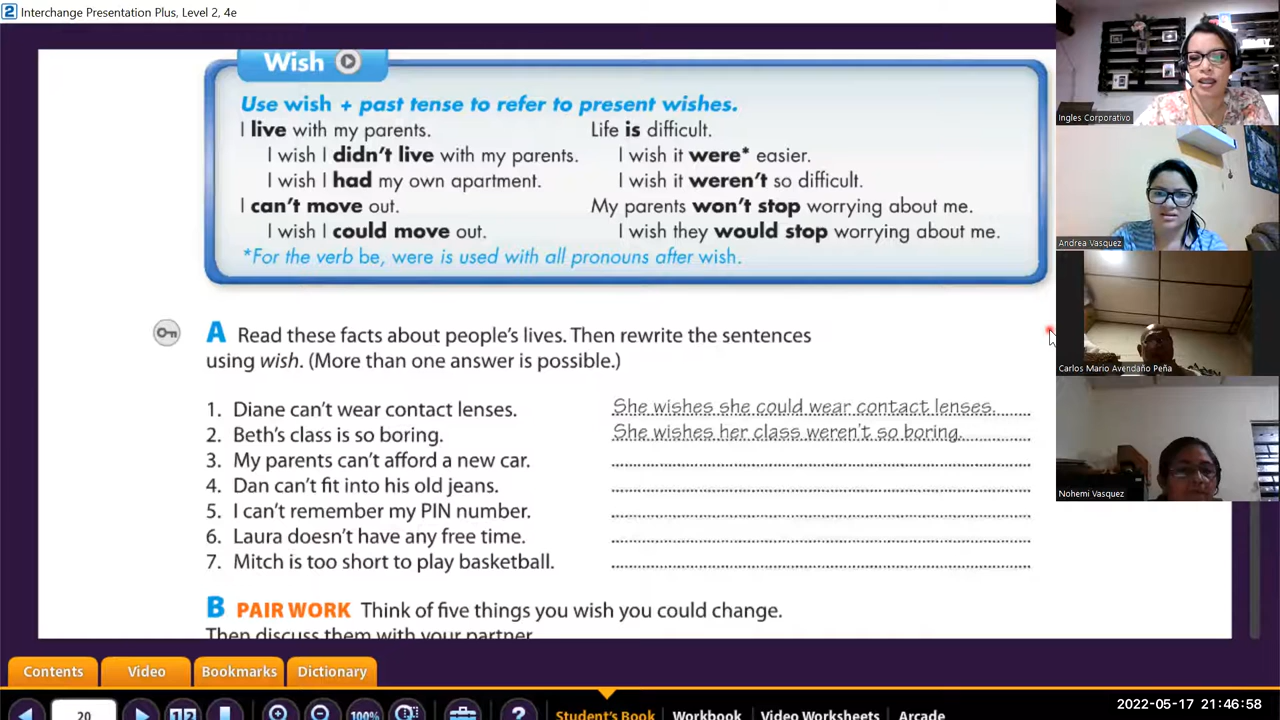 Interchange Presentation Plus, Level 2, 4e
Wish
Use wish + past tense to refer to present wishes.
I live with my parents.
I wish I didn't live with my parents.
I wish I had my own apartment.
I can't move out.
I wish I could move out.
Life is difficult.
I wish it were* easier.
I wish it weren't so difficult.
My parents won't stop worrying about me.
I wish they would stop worrying about me.
*For the verb be, were is used with all pronouns after wish.
A Read these facts about people's lives. Then rewrite the sentences
using wish. (More than one answer is possible.)
1. Diane can't wear contact lenses. She wishes she could wear contact lenses.
2. Beth's class is so boring. She wishes her class weren't so boring.
3. My parents can't afford a new car.
4. Dan can't fit into his old jeans.
5. I can't remember my PIN number.
6. Laura doesn't have any free time.
7. Mitch is too short to play basketball.
B PAIR WORK Think of five things you wish you could change.
Then discuss them with your partner
Ingles Corporativo
Andrea Vasquez
Carlos Mario Avendaño Peña
Nohemi Vasquez
Contents Video Bookmarks Dictionary
20 100% ? Student's Book Workbook Video Worksheets Arcade
2022-05-17 21:46:58